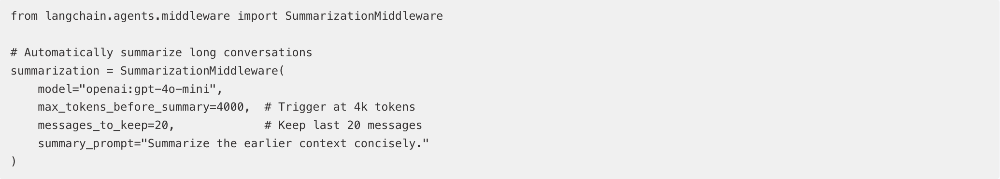 from langchain.agents.middleware import SummarizationMiddleware

# Automatically summarize long conversations
summarization = SummarizationMiddleware(
    model="openai:gpt-4o-mini",
    max_tokens_before_summary=4000,  # Trigger at 4k tokens
    messages_to_keep=20,             # Keep last 20 messages
    summary_prompt="Summarize the earlier context concisely."
)